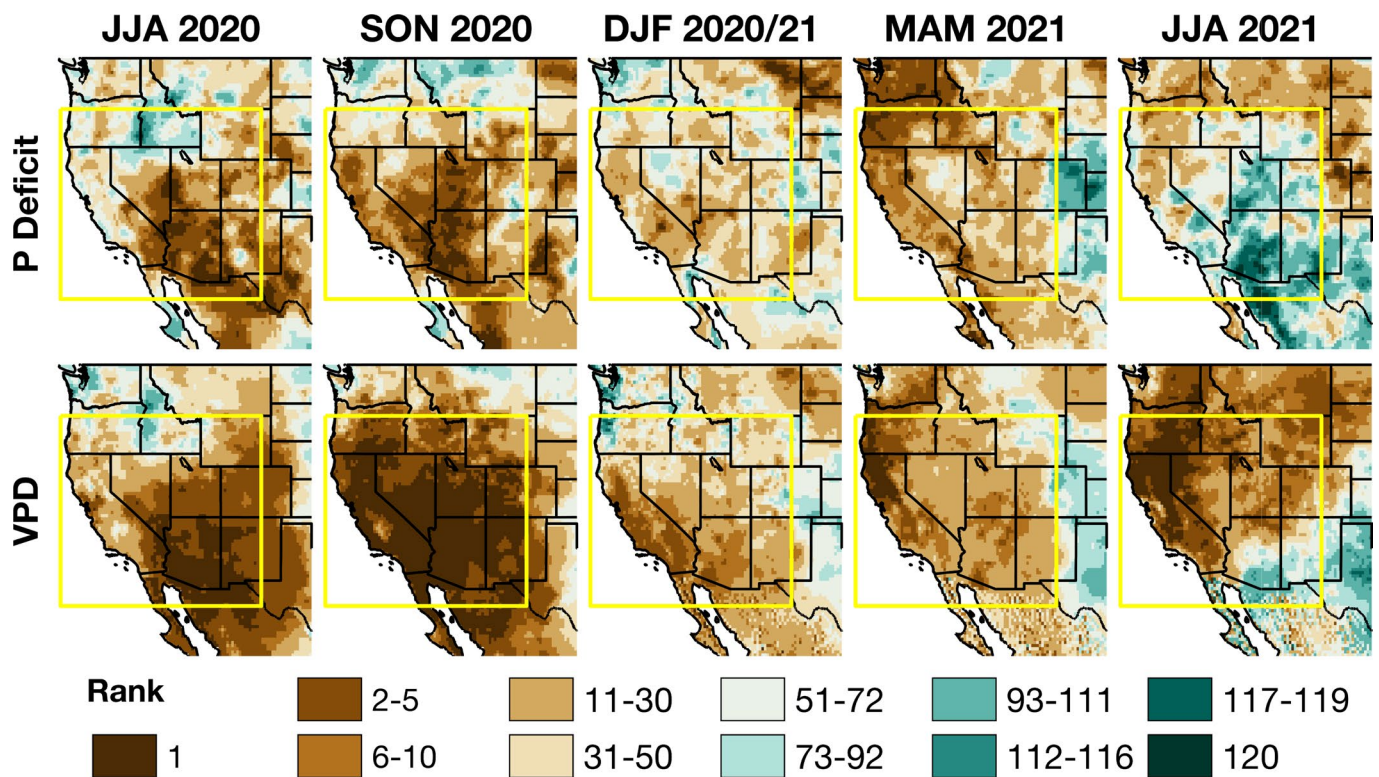 JJA 2020 SON 2020 DJF 2020/21 MAM 2021 JJA 2021
P Deficit
VPD
Rank 2-5 11-30 51-72 93-111 117-119
1 6-10 31-50 73-92 112-116 120